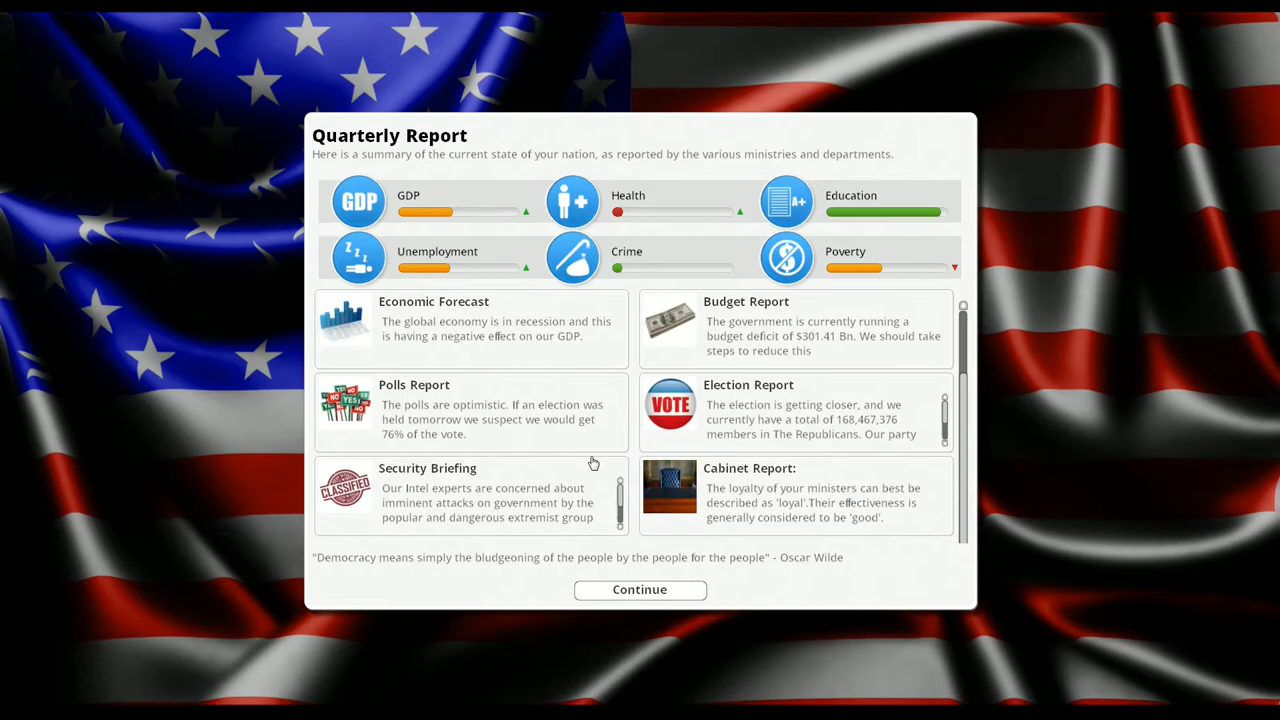 Quarterly Report
Here is a summary of the current state of your nation, as reported by the various ministries and departments.
GDP
GDP
Health
A+
Education
Z Z Z
Unemployment
Crime
$
Poverty
Economic Forecast
The global economy is in recession and this
is having a negative effect on our GDP.
Budget Report
The government is currently running a
budget deficit of $301.41 Bn. We should take
steps to reduce this
NO YES NO
Polls Report
The polls are optimistic. If an election was
held tomorrow we suspect we would get
76% of the vote.
VOTE
Election Report
The election is getting closer, and we
currently have a total of 168,467,376
members in The Republicans. Our party
CLASSIFIED
Security Briefing
Our Intel experts are concerned about
imminent attacks on government by the
popular and dangerous extremist group
Cabinet Report:
The loyalty of your ministers can best be
described as 'loyal'.Their effectiveness is
generally considered to be 'good'.
"Democracy means simply the bludgeoning of the people by the people for the people" - Oscar Wilde
Continue